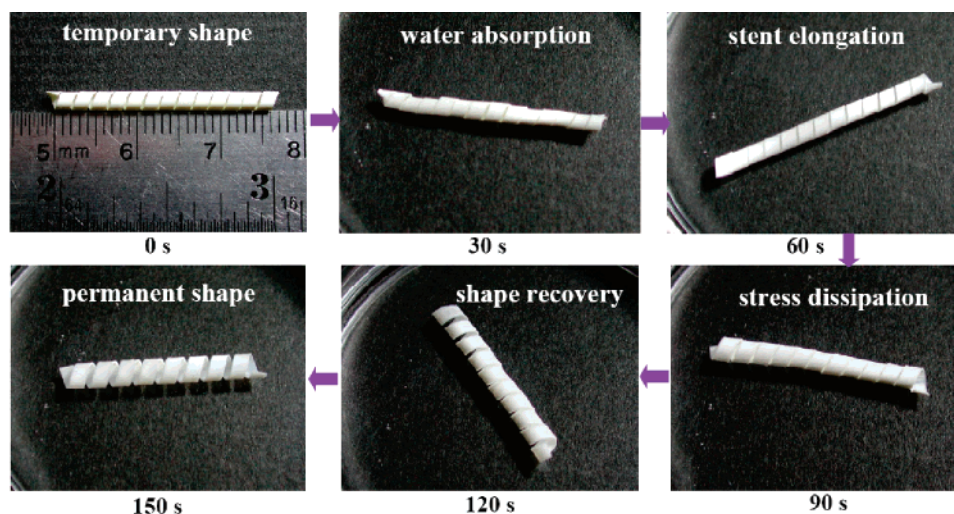 temporary shape
5 mm 6 7 8
2 3 16
0 s
water absorption
30 s
stent elongation
60 s
permanent shape
150 s
shape recovery
120 s
stress dissipation
90 s